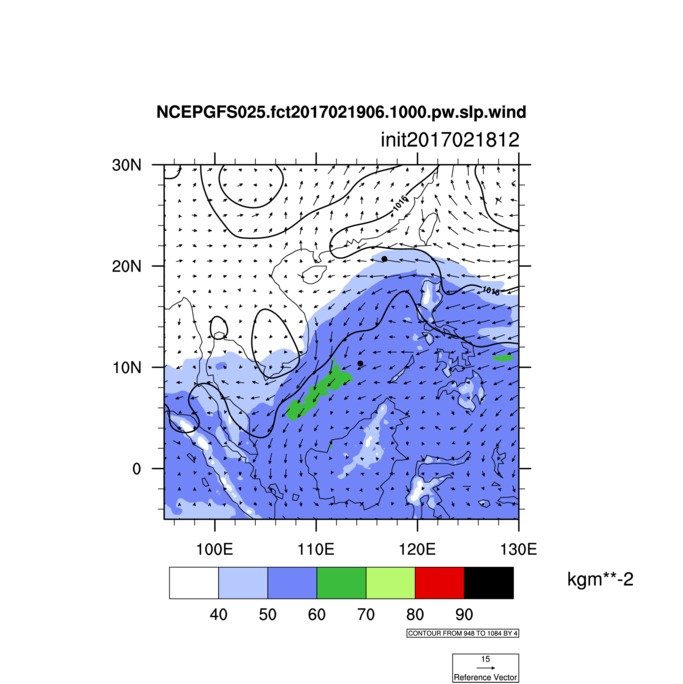 NCEPGFS025.fct2017021906.1000.pw.slp.wind
init2017021812
30N
1016
20N
1016
10N
0
100E 110E 120E 130E
kgm**-2
40 50 60 70 80 90
CONTOUR FROM 948 TO 1084 BY 4
15
Reference Vector